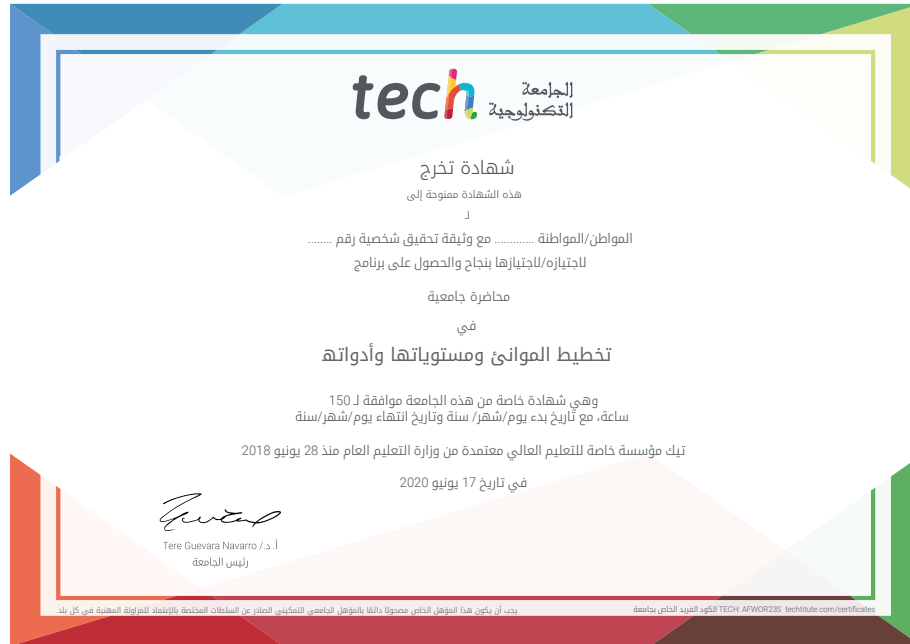 tech الجامعة
التكنولوجية
شهادة تخرج
هذه الشهادة ممنوحة إلى
لـ
المواطن/المواطنة ............ مع وثيقة تحقيق شخصية رقم ........
لاجتيازه/لاجتيازها بنجاح والحصول على برنامج
محاضرة جامعية
في
تخطيط الموانئ ومستوياتها وأدواته
وهي شهادة خاصة من هذه الجامعة موافقة لـ 150
ساعة، مع تاريخ بدء يوم/شهر/ سنة وتاريخ انتهاء يوم/شهر/سنة
تيك مؤسسة خاصة للتعليم العالي معتمدة من وزارة التعليم العام منذ 28 يونيو 2018
في تاريخ 17 يونيو 2020
أ. د./ Tere Guevara Navarro
رئيس الجامعة
يجب أن يكون هذا المؤهل الخاص مصحوبًا دائمًا بالمؤهل الجامعي التمكيني الصادر عن السلطات المختصة بالإعتماد للمزاولة المهنية في كل بلد.
الكود الفريد الخاص بجامعة TECH: AFWOR23S techtitute.com/certificates